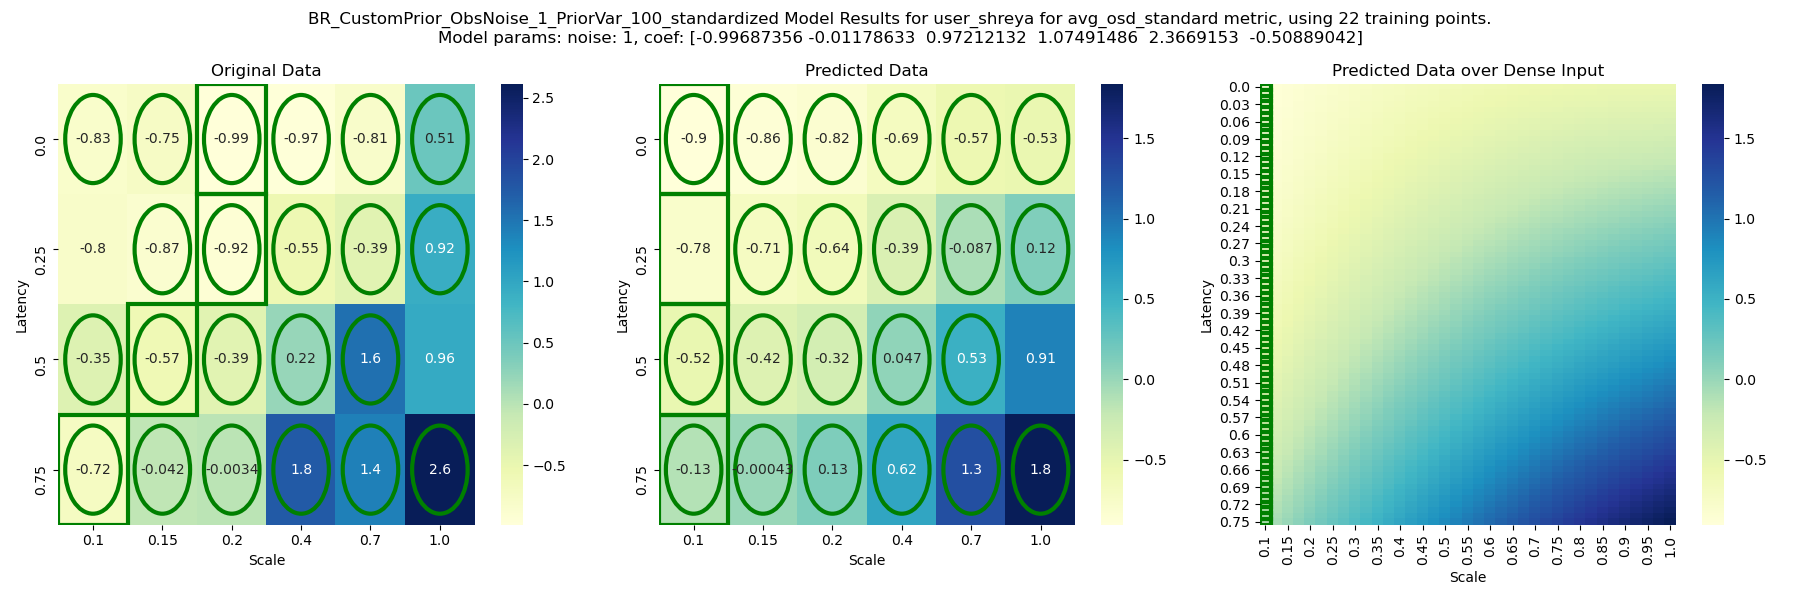 BR_CustomPrior_ObsNoise_1_PriorVar_100_standardized Model Results for user_shreya for avg_osd_standard metric, using 22 training points.
Model params: noise: 1, coef: [-0.99687356 -0.01178633  0.97212132  1.07491486  2.3669153  -0.50889042]
Original Data
Latency
0.0 -0.83 -0.75 -0.99 -0.97 -0.81 0.51
0.25 -0.8 -0.87 -0.92 -0.55 -0.39 0.92
0.5 -0.35 -0.57 -0.39 0.22 1.6 0.96
0.75 -0.72 -0.042 -0.0034 1.8 1.4 2.6
0.1 0.15 0.2 0.4 0.7 1.0
Scale
2.5
2.0
1.5
1.0
0.5
0.0
−0.5
Predicted Data
Latency
0.0 -0.9 -0.86 -0.82 -0.69 -0.57 -0.53
0.25 -0.78 -0.71 -0.64 -0.39 -0.087 0.12
0.5 -0.52 -0.42 -0.32 0.047 0.53 0.91
0.75 -0.13 -0.00043 0.13 0.62 1.3 1.8
0.1 0.15 0.2 0.4 0.7 1.0
Scale
1.5
1.0
0.5
0.0
−0.5
Predicted Data over Dense Input
Latency
0.0
0.03
0.06
0.09
0.12
0.15
0.18
0.21
0.24
0.27
0.3
0.33
0.36
0.39
0.42
0.45
0.48
0.51
0.54
0.57
0.6
0.63
0.66
0.69
0.72
0.75
0.1 0.15 0.2 0.25 0.3 0.35 0.4 0.45 0.5 0.55 0.6 0.65 0.7 0.75 0.8 0.85 0.9 0.95 1.0
Scale
1.5
1.0
0.5
0.0
−0.5